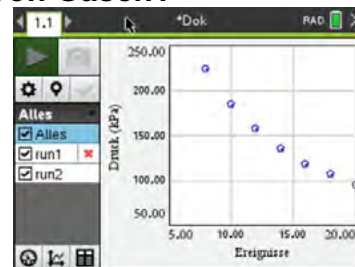 1.1
*Dok
RAD
Alles
Alles
run1
run2
Druck (kPa)
250.00
200.00
150.00
100.00
50.00
5.00 10.00 15.00 20.00
Ereignisse